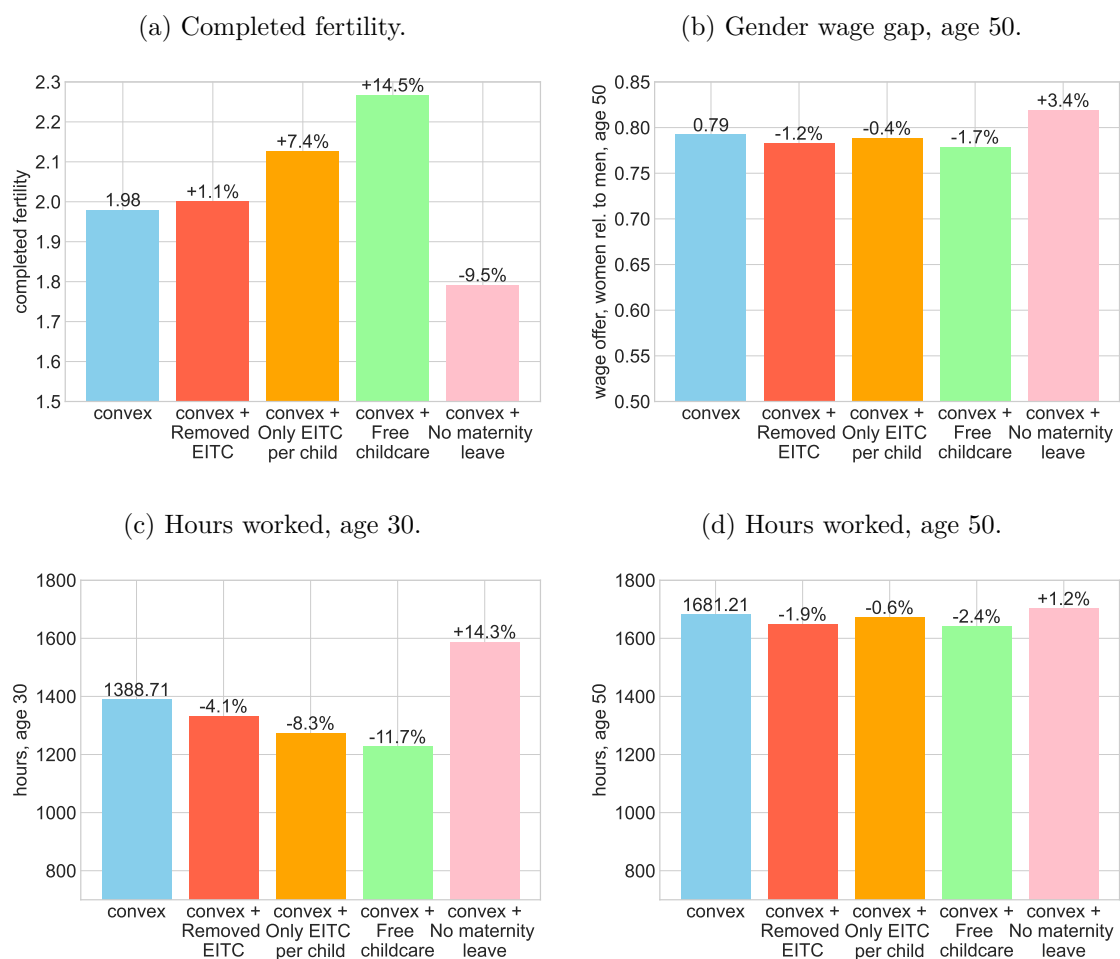 (a) Completed fertility.
completed fertility
2.3
2.2
2.1
2.0
1.9
1.8
1.7
1.6
1.5
1.98
+1.1%
+7.4%
+14.5%
-9.5%
convex
convex +
Removed
EITC
convex +
Only EITC
per child
convex +
Free
childcare
convex +
No maternity
leave
(b) Gender wage gap, age 50.
wage offer, women rel. to men, age 50
0.85
0.80
0.75
0.70
0.65
0.60
0.55
0.50
0.79
-1.2%
-0.4%
-1.7%
+3.4%
convex
convex +
Removed
EITC
convex +
Only EITC
per child
convex +
Free
childcare
convex +
No maternity
leave
(c) Hours worked, age 30.
hours, age 30
1800
1600
1400
1200
1000
800
1388.71
-4.1%
-8.3%
-11.7%
+14.3%
convex
convex +
Removed
EITC
convex +
Only EITC
per child
convex +
Free
childcare
convex +
No maternity
leave
(d) Hours worked, age 50.
hours, age 50
1800
1600
1400
1200
1000
800
1681.21
-1.9%
-0.6%
-2.4%
+1.2%
convex
convex +
Removed
EITC
convex +
Only EITC
per child
convex +
Free
childcare
convex +
No maternity
leave